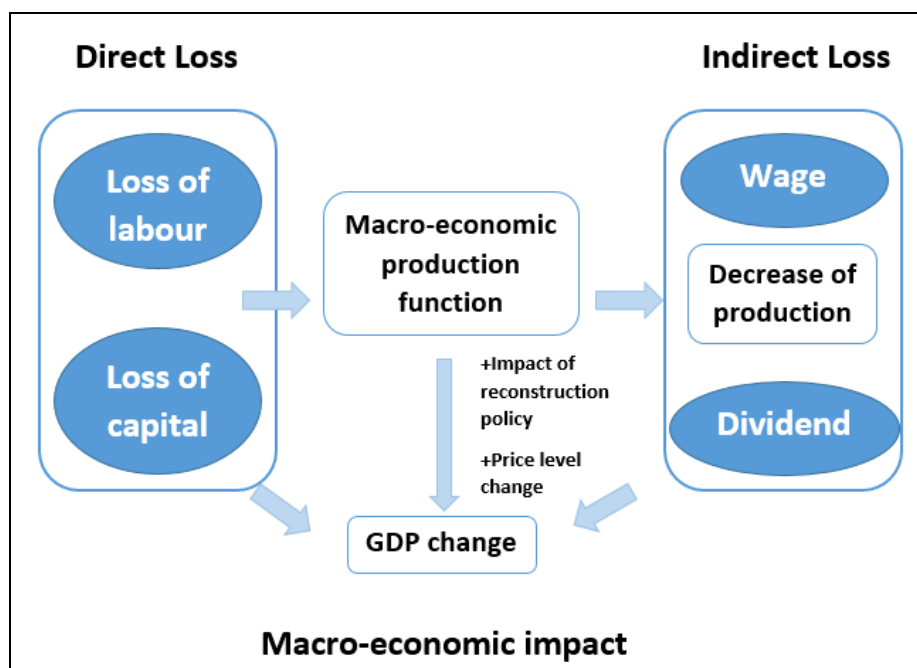 Direct Loss
Indirect Loss
Loss of
labour
Loss of
capital
Macro-economic
production
function
Wage
Decrease of
production
Dividend
+Impact of
reconstruction
policy
+Price level
change
GDP change
Macro-economic impact